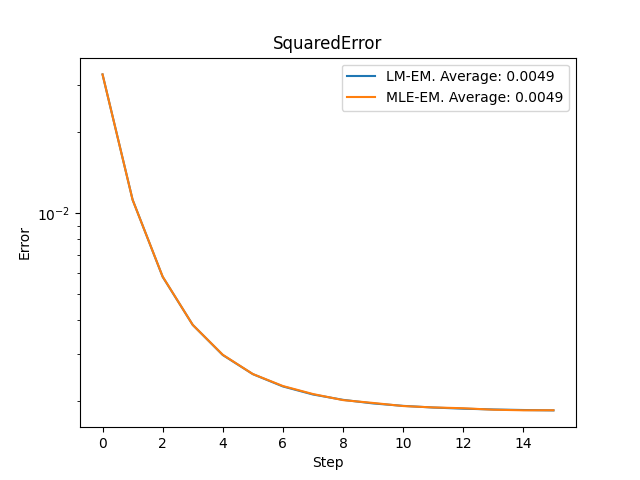 SquaredError
LM-EM. Average: 0.0049
MLE-EM. Average: 0.0049
10⁻²
Error
0 2 4 6 8 10 12 14
Step